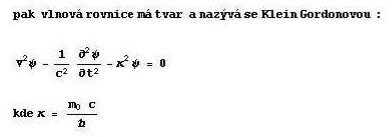 pak vlnová rovnice má tvar a nazývá se Klein Gordonovou :
∇²ψ - 1/c² ∂²ψ/∂t² - κ²ψ = 0
kde κ = m₀ c / ħ